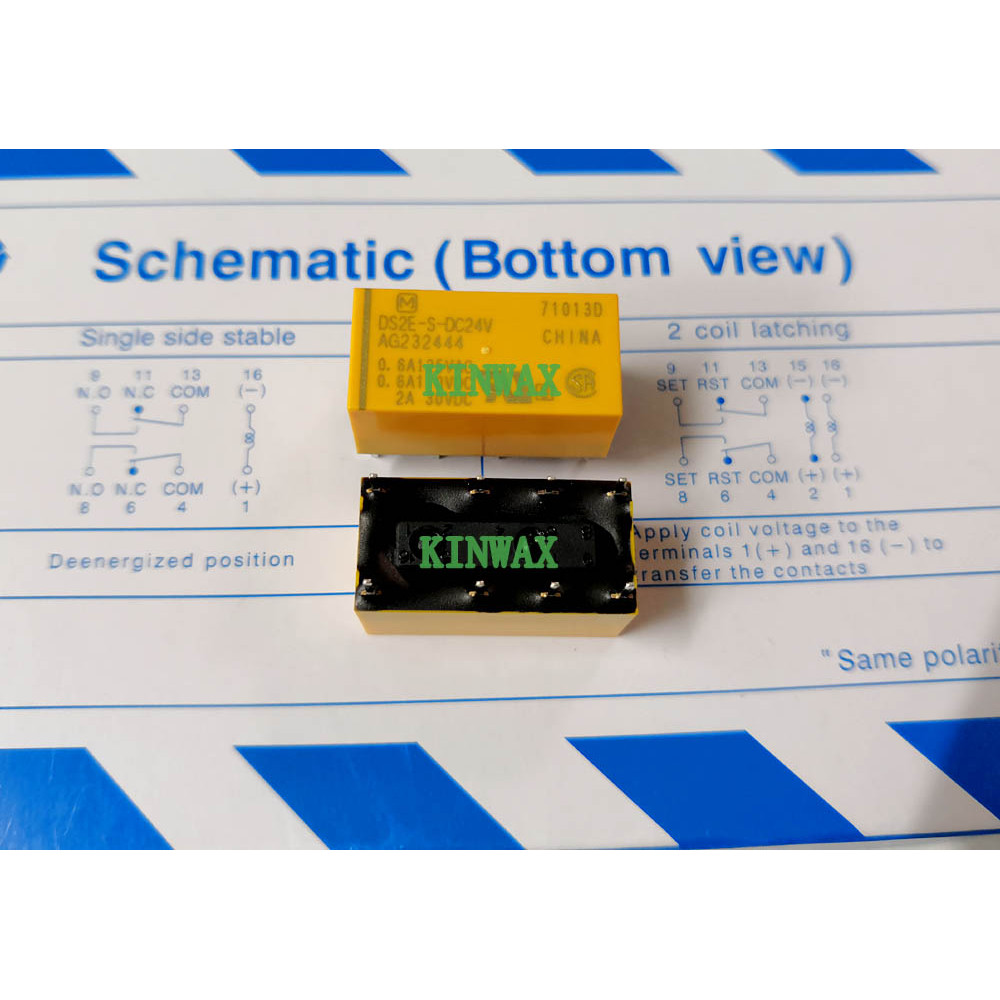 Schematic (Bottom view)
Single side stable
9 11 13 16
N.O N.C COM (−)
N.O N.C COM (+)
8 6 4 1
Deenergized position
M
DS2E-S-DC24V
AG232444
71013D
CHINA
2A 30VDC
KINWAX
KINWAX
2 coil latching
9 11 13 15 16
SET RST COM (−) (−)
SET RST COM (+) (+)
8 6 4 2 1
Apply coil voltage to the
terminals 1(+) and 16 (−) to
transfer the contacts
"Same polari